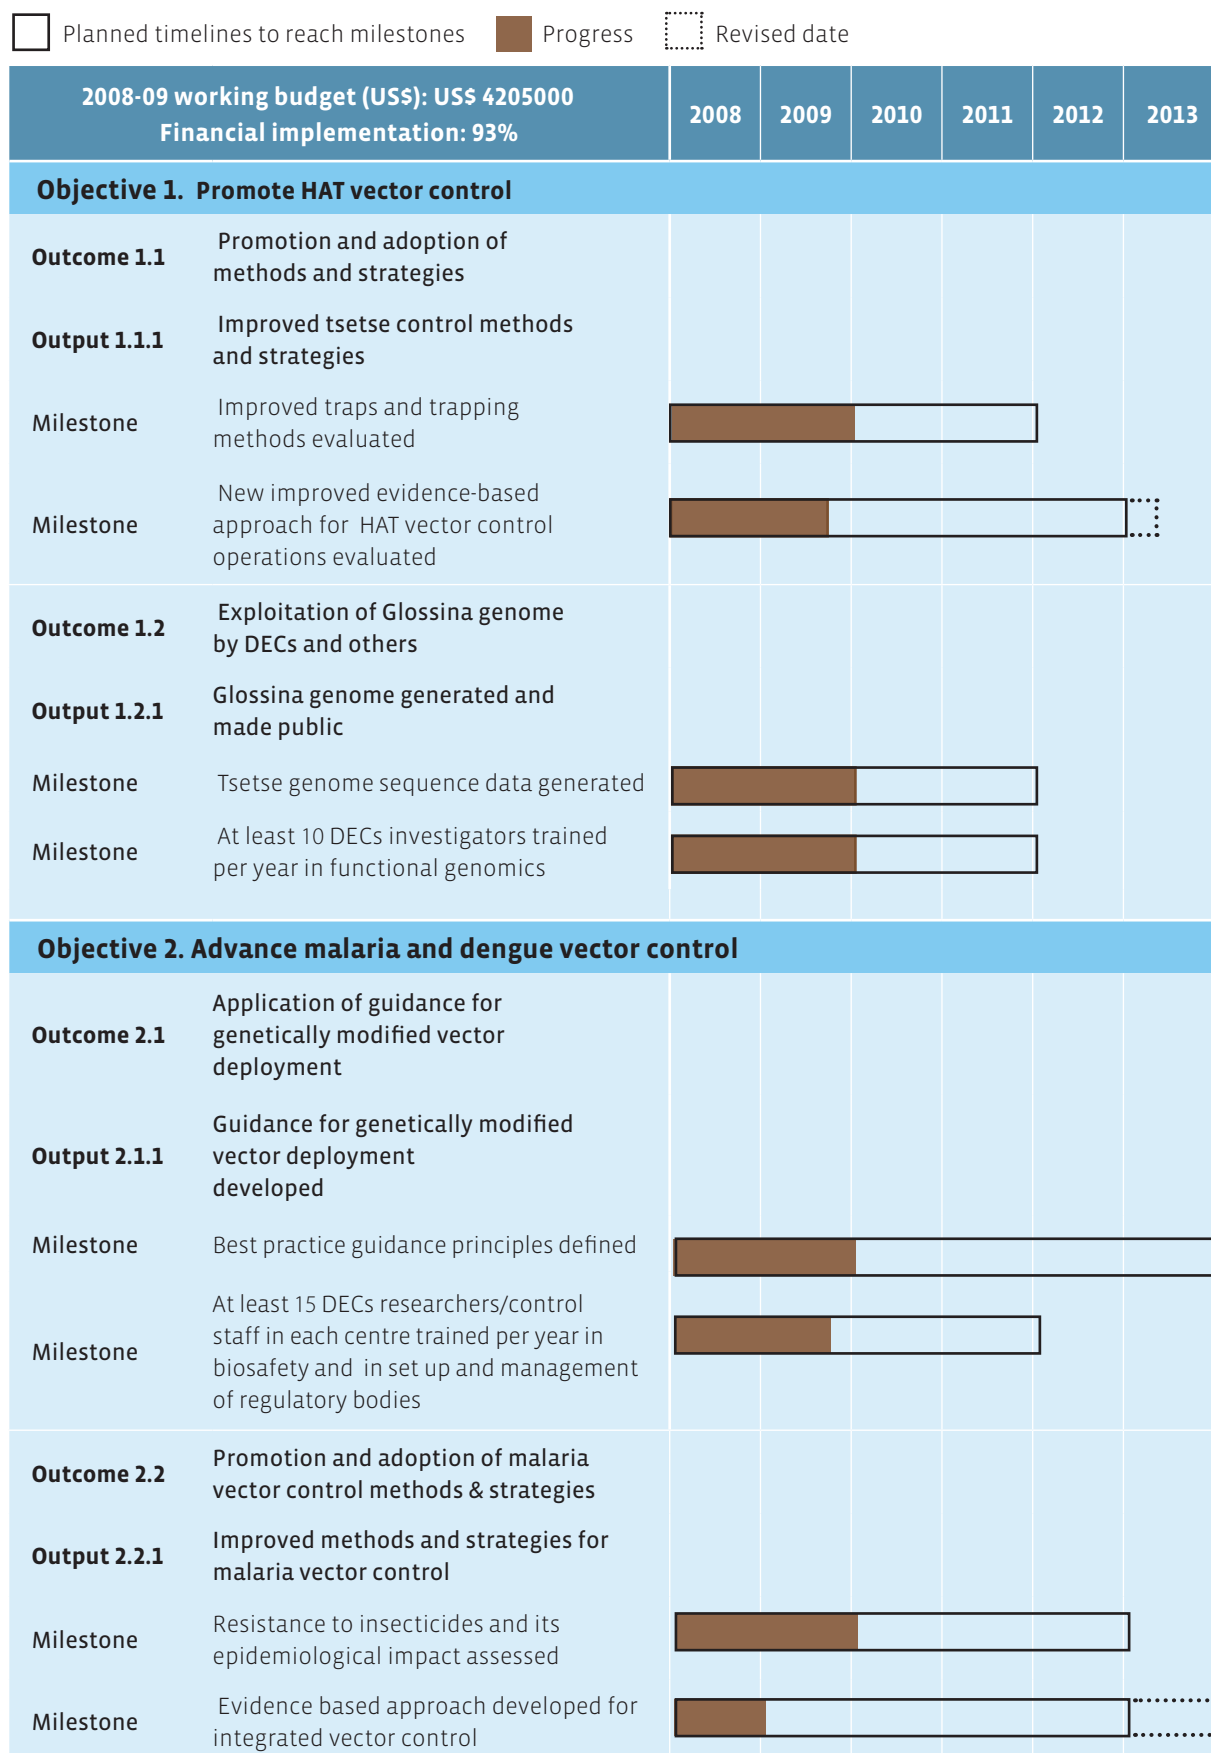 Planned timelines to reach milestones Progress Revised date
2008-09 working budget (US$): US$ 4205000
Financial implementation: 93%
2008 2009 2010 2011 2012 2013
Objective 1. Promote HAT vector control
Outcome 1.1
Promotion and adoption of
methods and strategies
Output 1.1.1
Improved tsetse control methods
and strategies
Milestone
Improved traps and trapping
methods evaluated
Milestone
New improved evidence-based
approach for HAT vector control
operations evaluated
Outcome 1.2
Exploitation of Glossina genome
by DECs and others
Output 1.2.1
Glossina genome generated and
made public
Milestone
Tsetse genome sequence data generated
Milestone
At least 10 DECs investigators trained
per year in functional genomics
Objective 2. Advance malaria and dengue vector control
Outcome 2.1
Application of guidance for
genetically modified vector
deployment
Output 2.1.1
Guidance for genetically modified
vector deployment
developed
Milestone
Best practice guidance principles defined
Milestone
At least 15 DECs researchers/control
staff in each centre trained per year in
biosafety and in set up and management
of regulatory bodies
Outcome 2.2
Promotion and adoption of malaria
vector control methods & strategies
Output 2.2.1
Improved methods and strategies for
malaria vector control
Milestone
Resistance to insecticides and its
epidemiological impact assessed
Milestone
Evidence based approach developed for
integrated vector control